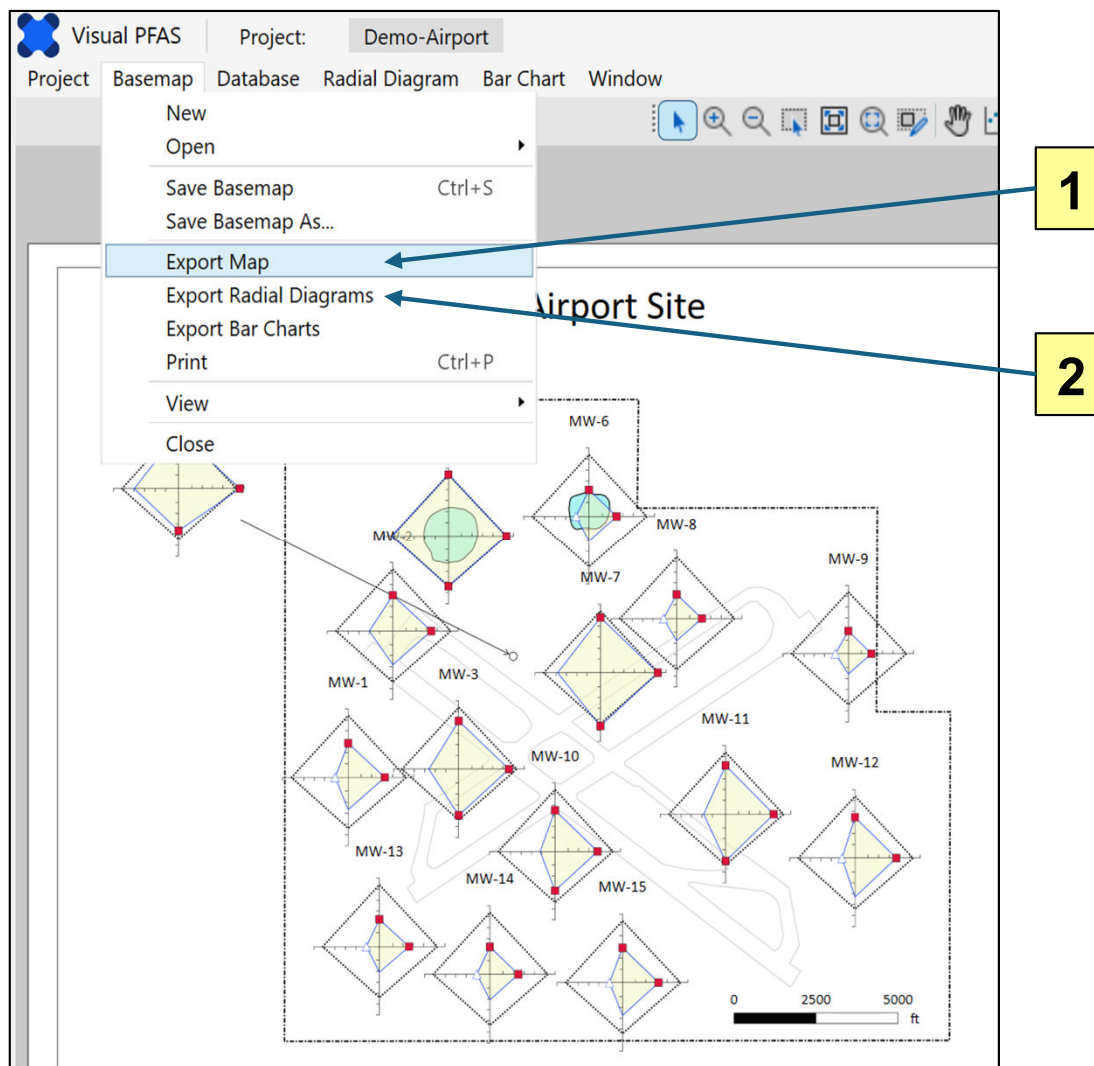 Visual PFAS Project: Demo-Airport
Project Basemap Database Radial Diagram Bar Chart Window
New
Open
Save Basemap Ctrl+S
Save Basemap As...
Export Map
Export Radial Diagrams
Export Bar Charts
Print Ctrl+P
View
Close
1
2
Airport Site
MW-6
MW-2
MW-8
MW-7
MW-9
MW-1
MW-3
MW-11
MW-10
MW-12
MW-13
MW-14
MW-15
0 2500 5000
ft